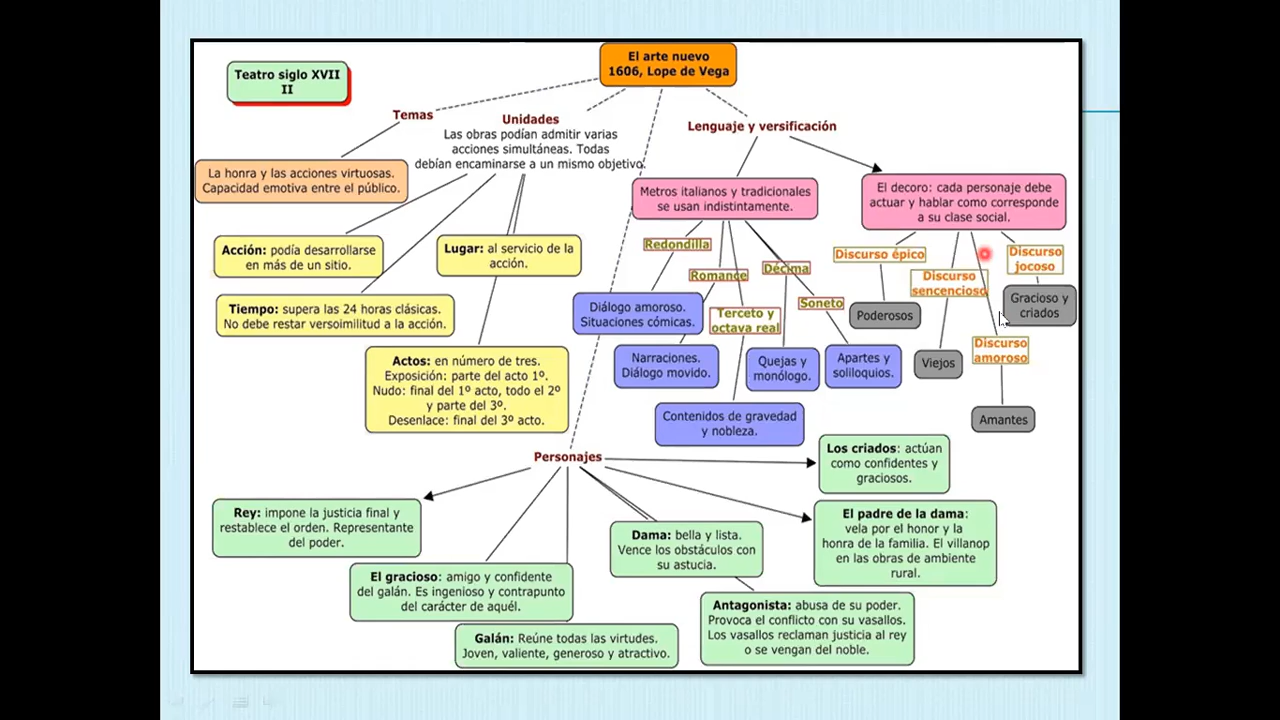 Teatro siglo XVII
II
El arte nuevo
1606, Lope de Vega
Temas
La honra y las acciones virtuosas.
Capacidad emotiva entre el público.
Unidades
Las obras podían admitir varias
acciones simultáneas. Todas
debían encaminarse a un mismo objetivo.
Acción: podía desarrollarse
en más de un sitio.
Lugar: al servicio de la
acción.
Tiempo: supera las 24 horas clásicas.
No debe restar versoimilitud a la acción.
Actos: en número de tres.
Exposición: parte del acto 1º.
Nudo: final del 1º acto, todo el 2º
y parte del 3º.
Desenlace: final del 3º acto.
Lenguaje y versificación
Metros italianos y tradicionales
se usan indistintamente.
Redondilla
Diálogo amoroso.
Situaciones cómicas.
Romance
Narraciones.
Diálogo movido.
Terceto y
octava real
Contenidos de gravedad
y nobleza.
Décima
Quejas y
monólogo.
Soneto
Apartes y
soliloquios.
El decoro: cada personaje debe
actuar y hablar como corresponde
a su clase social.
Discurso épico
Poderosos
Discurso
sencencioso
Viejos
Discurso
amoroso
Amantes
Discurso
jocoso
Gracioso y
criados
Personajes
Rey: impone la justicia final y
restablece el orden. Representante
del poder.
El gracioso: amigo y confidente
del galán. Es ingenioso y contrapunto
del carácter de aquél.
Galán: Reúne todas las virtudes.
Joven, valiente, generoso y atractivo.
Dama: bella y lista.
Vence los obstáculos con
su astucia.
Antagonista: abusa de su poder.
Provoca el conflicto con su vasallos.
Los vasallos reclaman justicia al rey
o se vengan del noble.
El padre de la dama:
vela por el honor y la
honra de la familia. El villanop
en las obras de ambiente
rural.
Los criados: actúan
como confidentes y
graciosos.